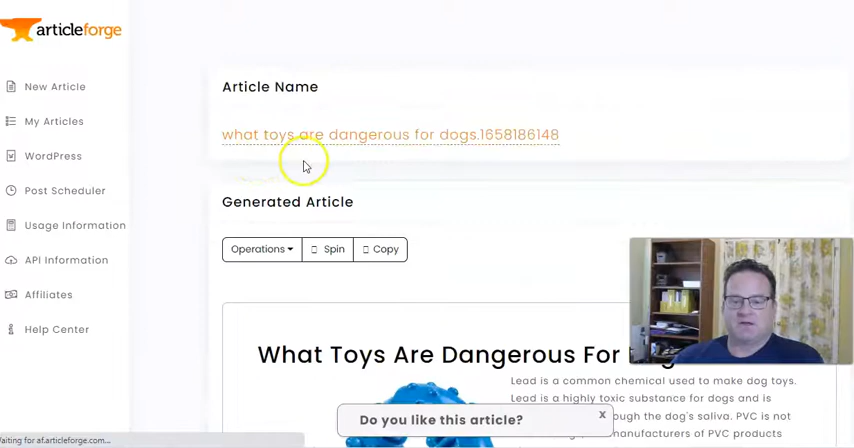 articleforge
New Article
My Articles
WordPress
Post Scheduler
Usage Information
API Information
Affiliates
Help Center
Article Name
what toys are dangerous for dogs.1658186148
Generated Article
Operations
Spin
Copy
What Toys Are Dangerous For
Lead is a common chemical used to make dog toys.
Lead is a highly toxic substance for dogs and is
ough the dog's saliva. PVC is not
manufacturers of PVC products
Do you like this article?
x
Waiting for af.articleforge.com...